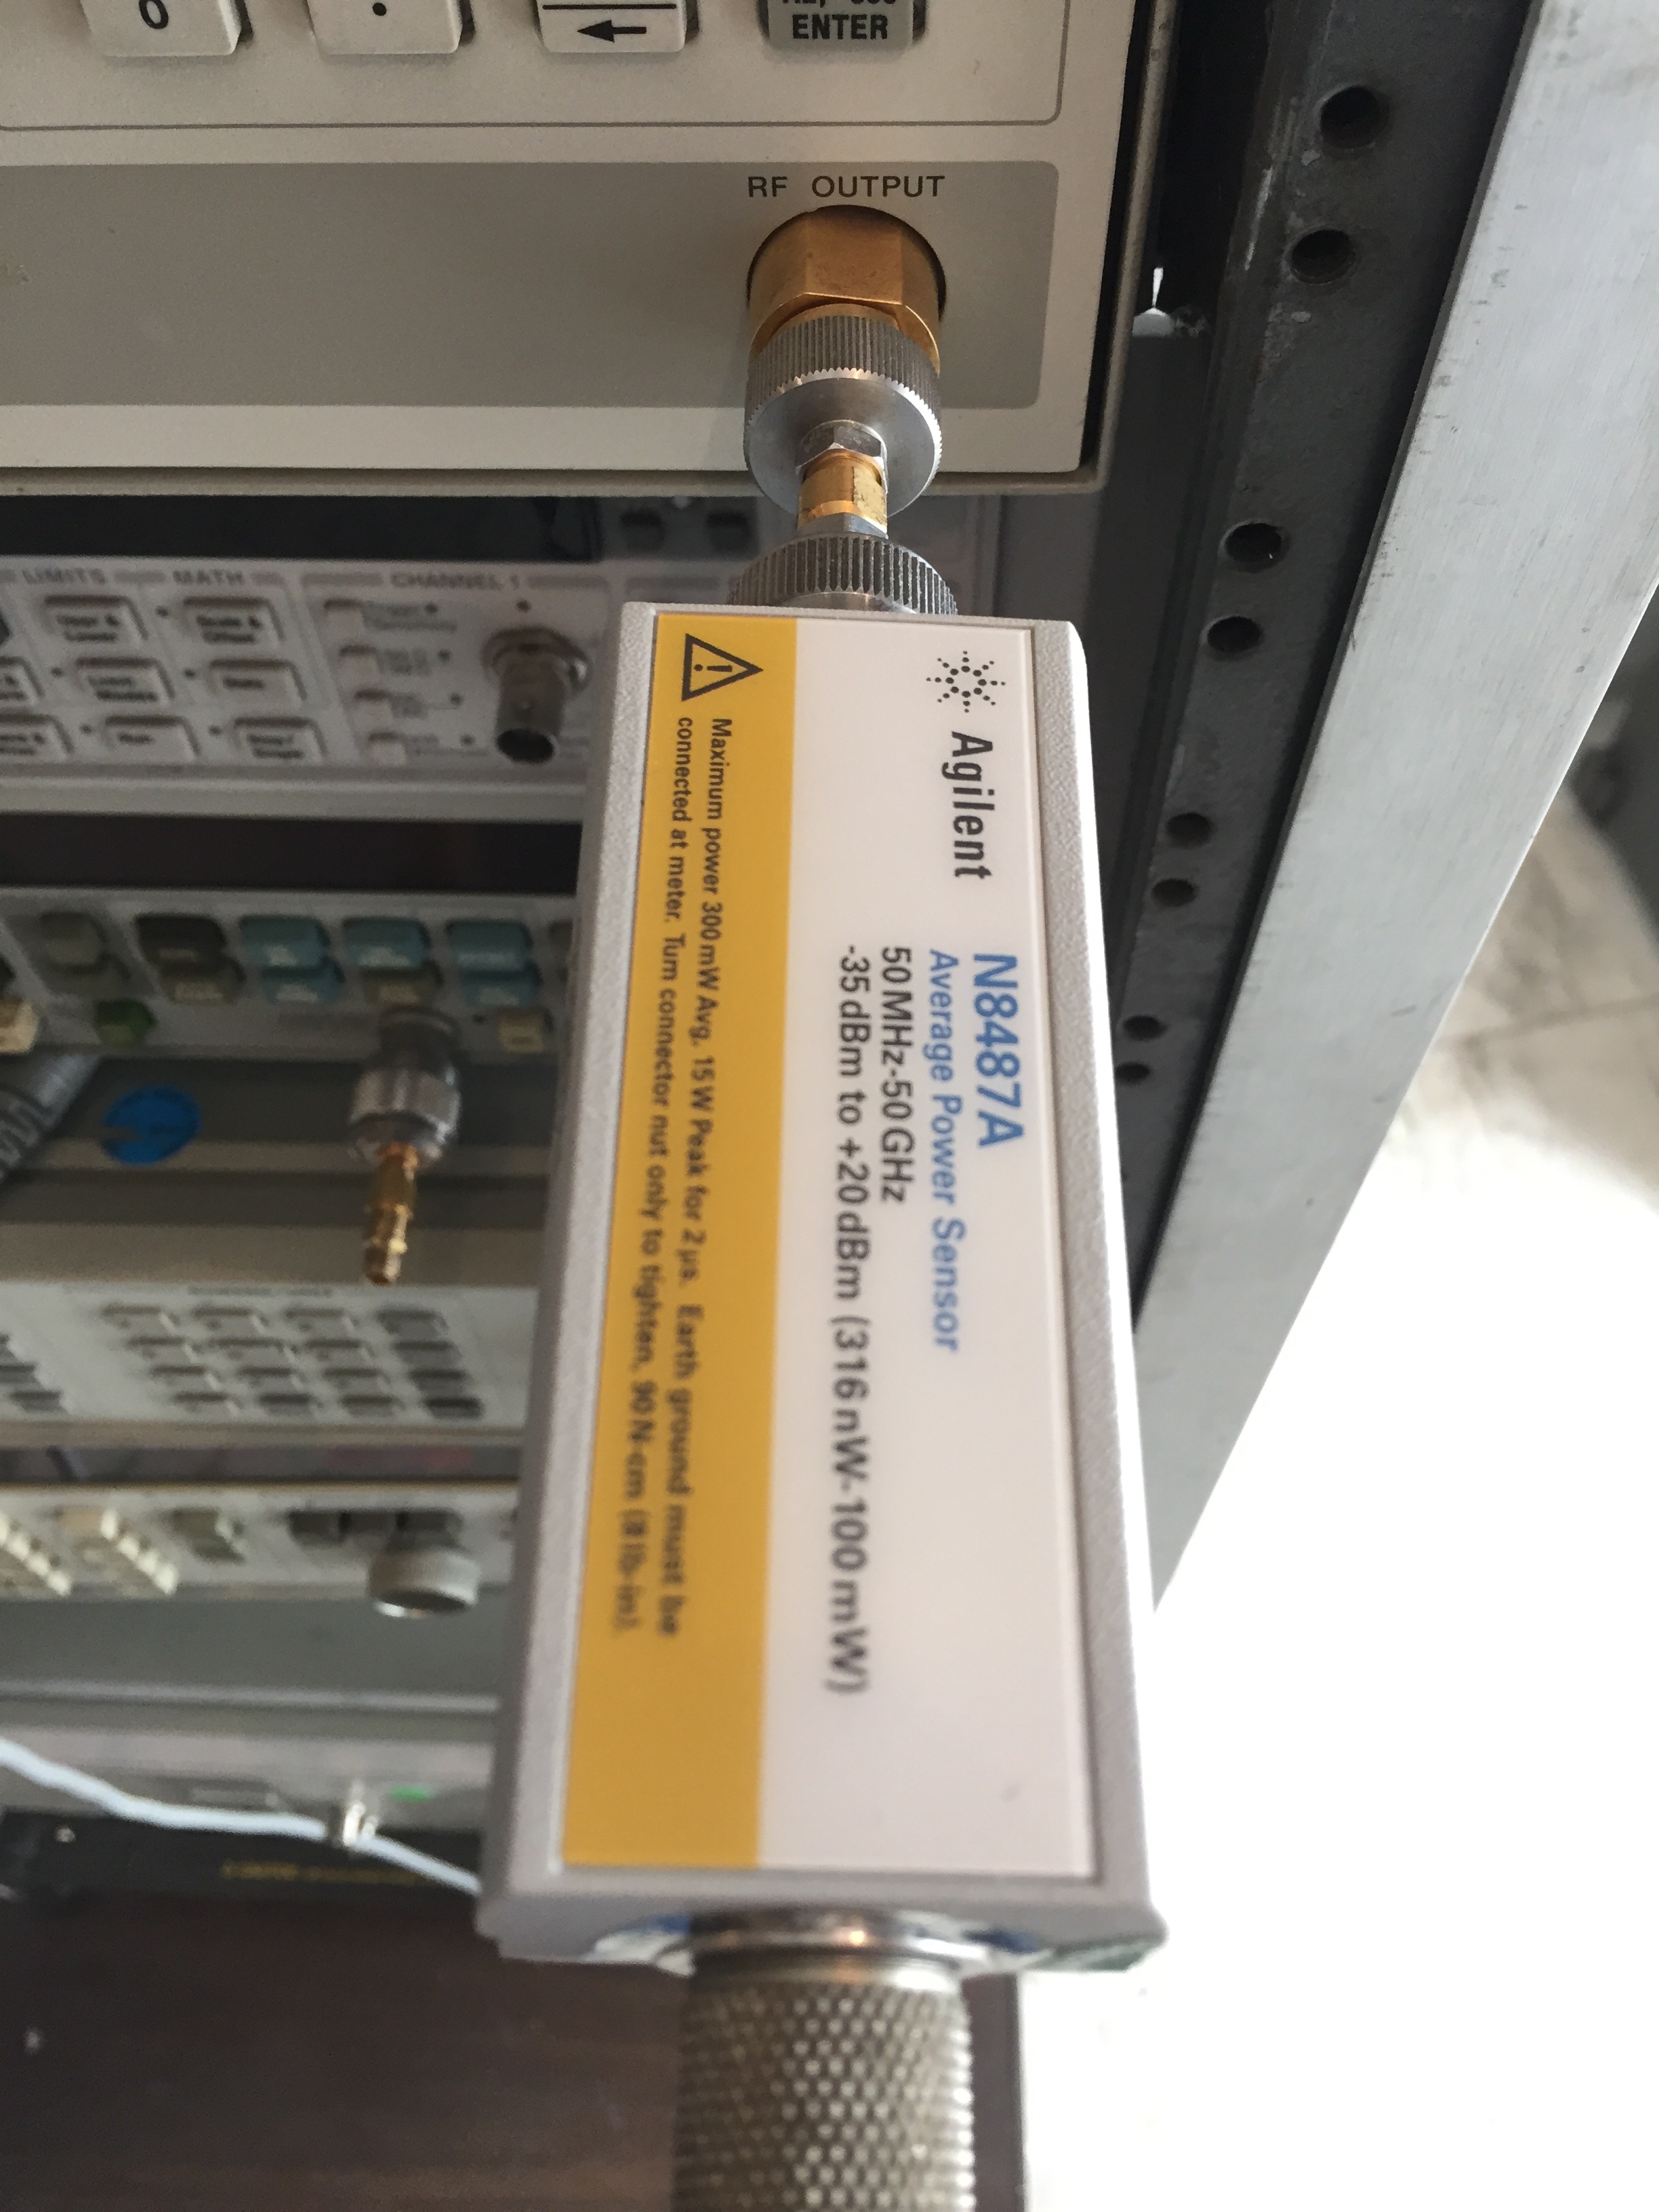 0
.
ENTER
RF OUTPUT
LIMITS
MATH
CHANNEL 1
Agilent
N8487A
Average Power Sensor
50 MHz-50 GHz
-35 dBm to +20 dBm (316 nW-100 mW)
Maximum power 300 mW Avg, 15 W Peak for 2 µs. Earth ground must be
connected at meter. Turn connector nut only to tighten, 90 N-cm (8 lb-in).